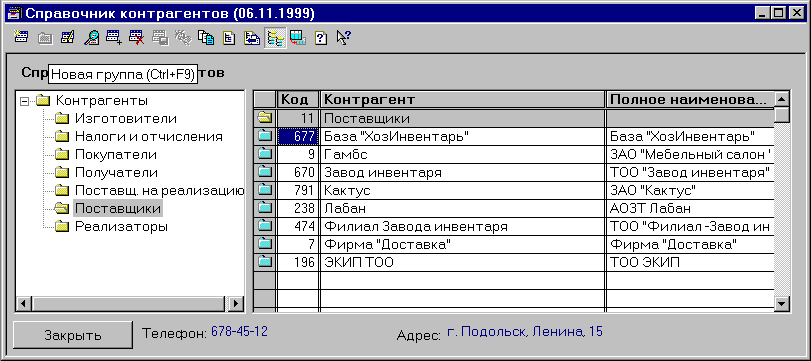 Справочник контрагентов (06.11.1999)
Спр
Новая группа (Ctrl+F9)
тов
Контрагенты
Изготовители
Налоги и отчисления
Покупатели
Получатели
Поставщ. на реализацию
Поставщики
Реализаторы
Код Контрагент Полное наименова...
11 Поставщики
677 База "ХозИнвентарь" База "ХозИнвентарь"
9 Гамбс ЗАО "Мебельный салон "
670 Завод инвентаря ТОО "Завод инвентаря"
791 Кактус ЗАО "Кактус"
238 Лабан АОЗТ Лабан
474 Филиал Завода инвентаря ТОО "Филиал -Завод ин
7 Фирма "Доставка" Фирма "Доставка"
196 ЭКИП ТОО ТОО ЭКИП
Закрыть Телефон: 678-45-12 Адрес: г. Подольск, Ленина, 15